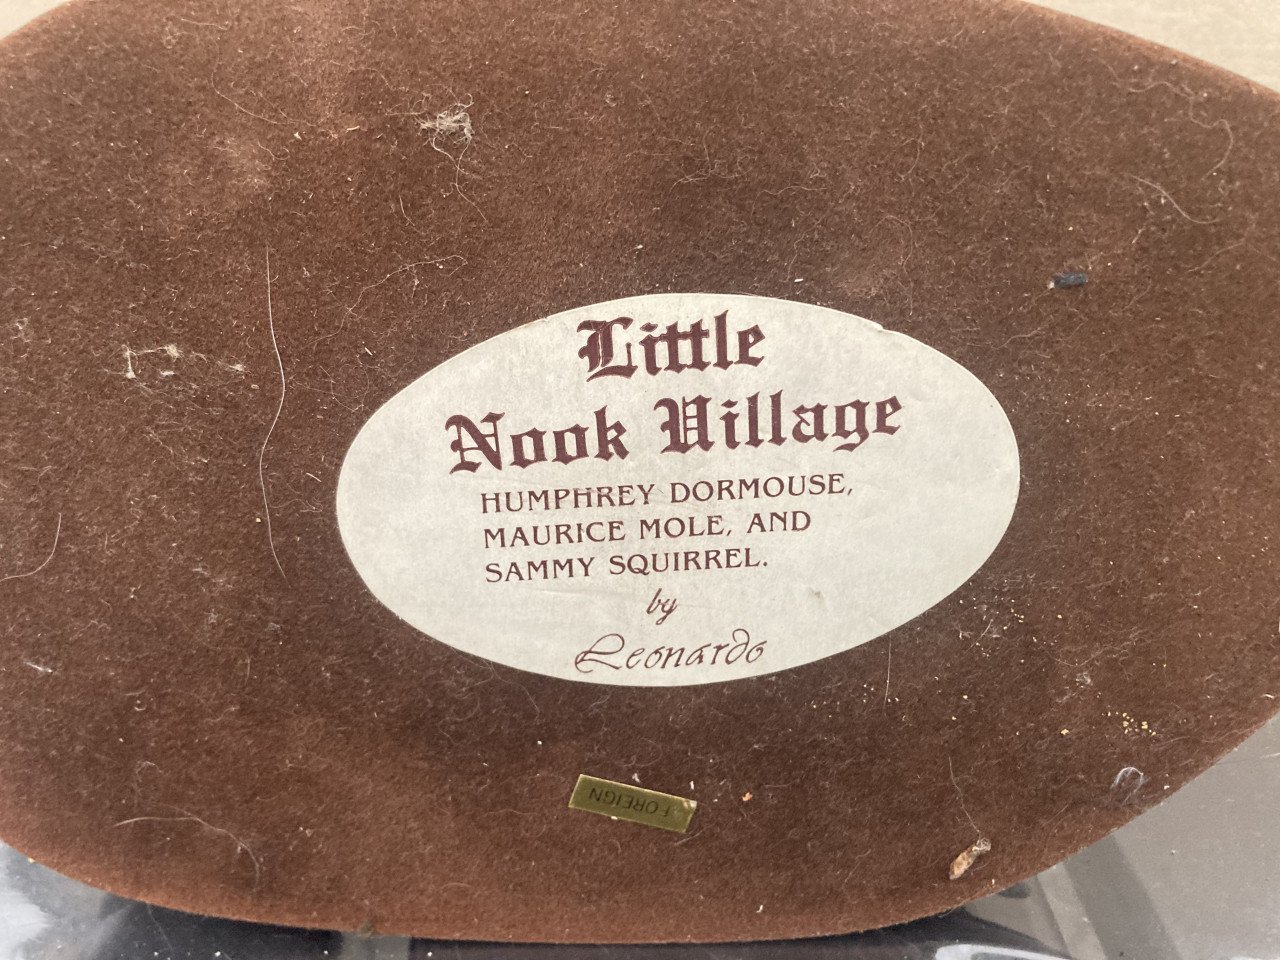 Little
Nook Village
HUMPHREY DORMOUSE,
MAURICE MOLE, AND
SAMMY SQUIRREL.
by
Leonardo
FOREIGN